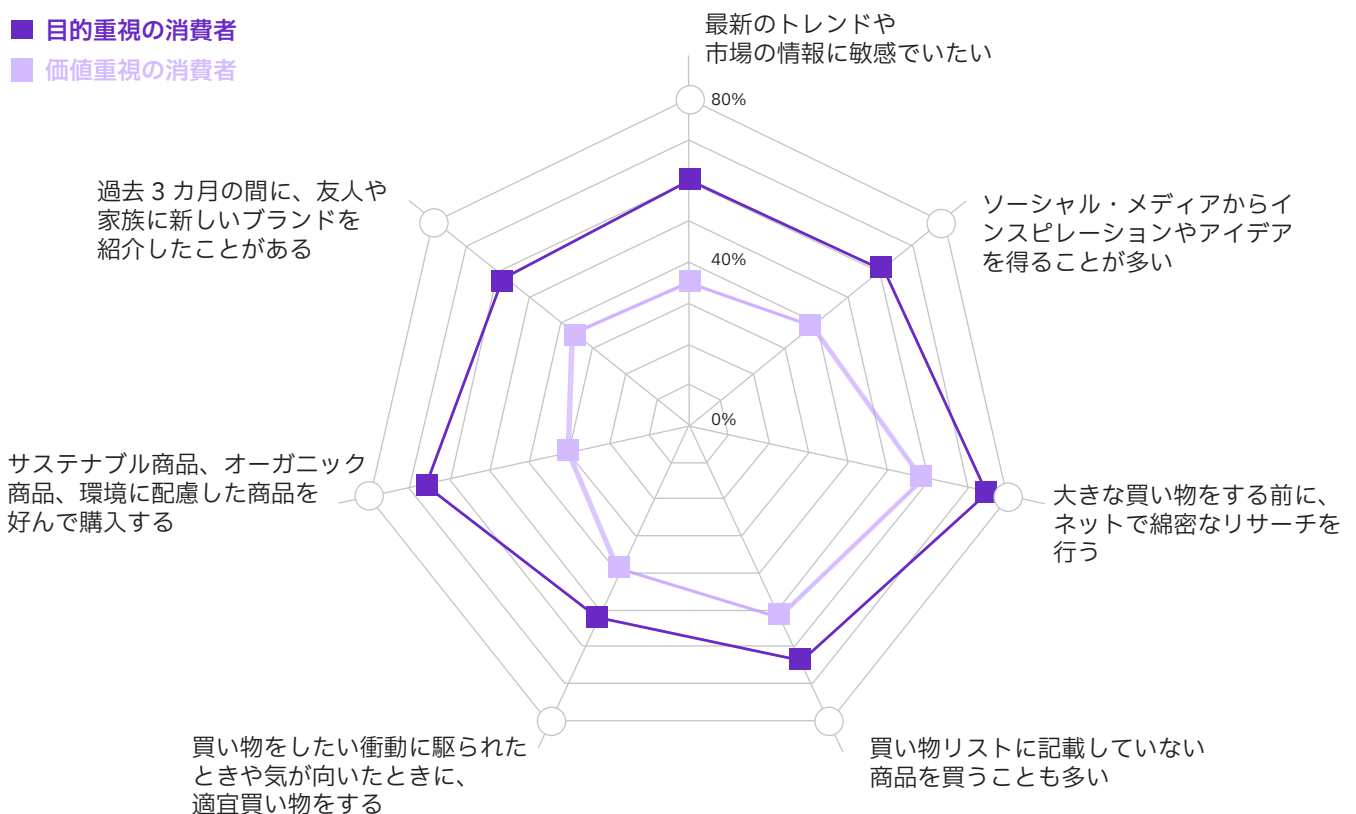 目的重視の消費者
価値重視の消費者
最新のトレンドや
市場の情報に敏感でいたい
80%
40%
0%
ソーシャル・メディアからイ
ンスピレーションやアイデア
を得ることが多い
大きな買い物をする前に、
ネットで綿密なリサーチを
行う
買い物リストに記載していない
商品を買うことも多い
買い物をしたい衝動に駆られた
ときや気が向いたときに、
適宜買い物をする
サステナブル商品、オーガニック
商品、環境に配慮した商品を
好んで購入する
過去 3 カ月の間に、友人や
家族に新しいブランドを
紹介したことがある